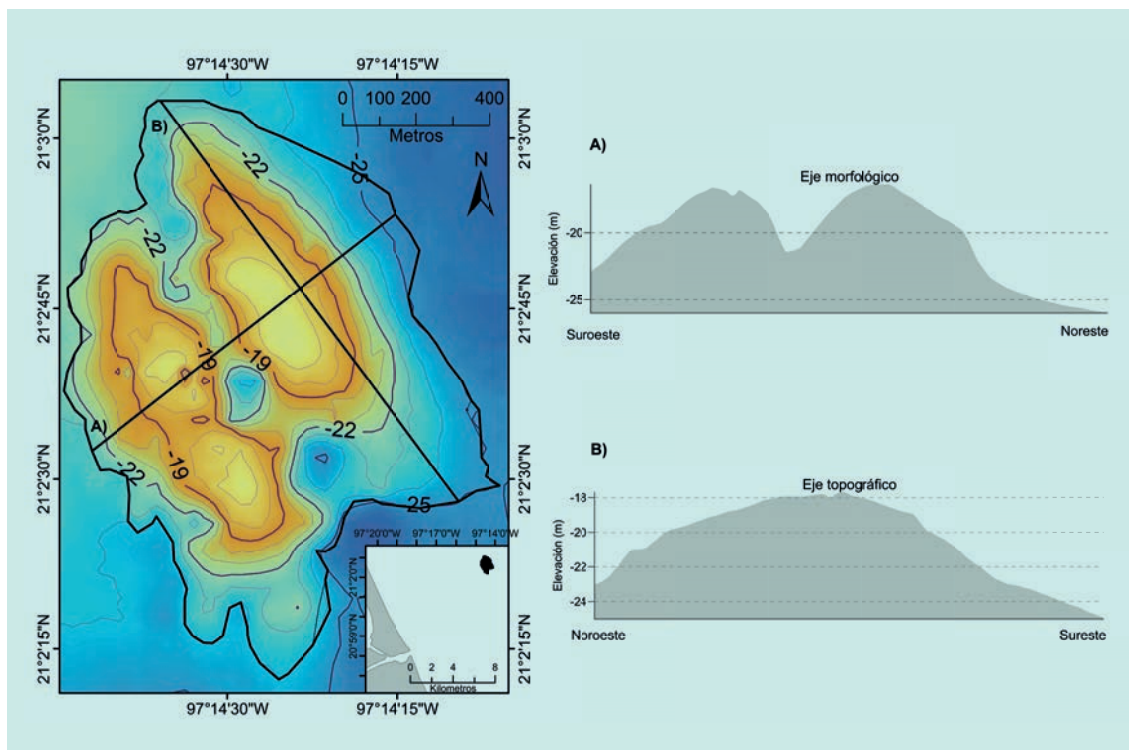 97°14'30"W 97°14'15"W
0 100 200 400
Metros
N
B)
-22
-25
-22
-19
-19
A)
-22
-22
-19
25
21°3'0"N
21°2'45"N
21°2'30"N
21°2'15"N
21°3'0"N
21°2'45"N
21°2'30"N
21°2'15"N
97°20'0"W 97°17'0"W 97°14'0"W
21°2'0"N
20°59'0"N
0 2 4 8
Kilometros
97°14'30"W 97°14'15"W
A)
Eje morfológico
Elevación (m)
-20
-25
Suroeste Noreste
B)
Eje topográfico
Elevación (m)
-18
-20
-22
-24
Noroeste Sureste